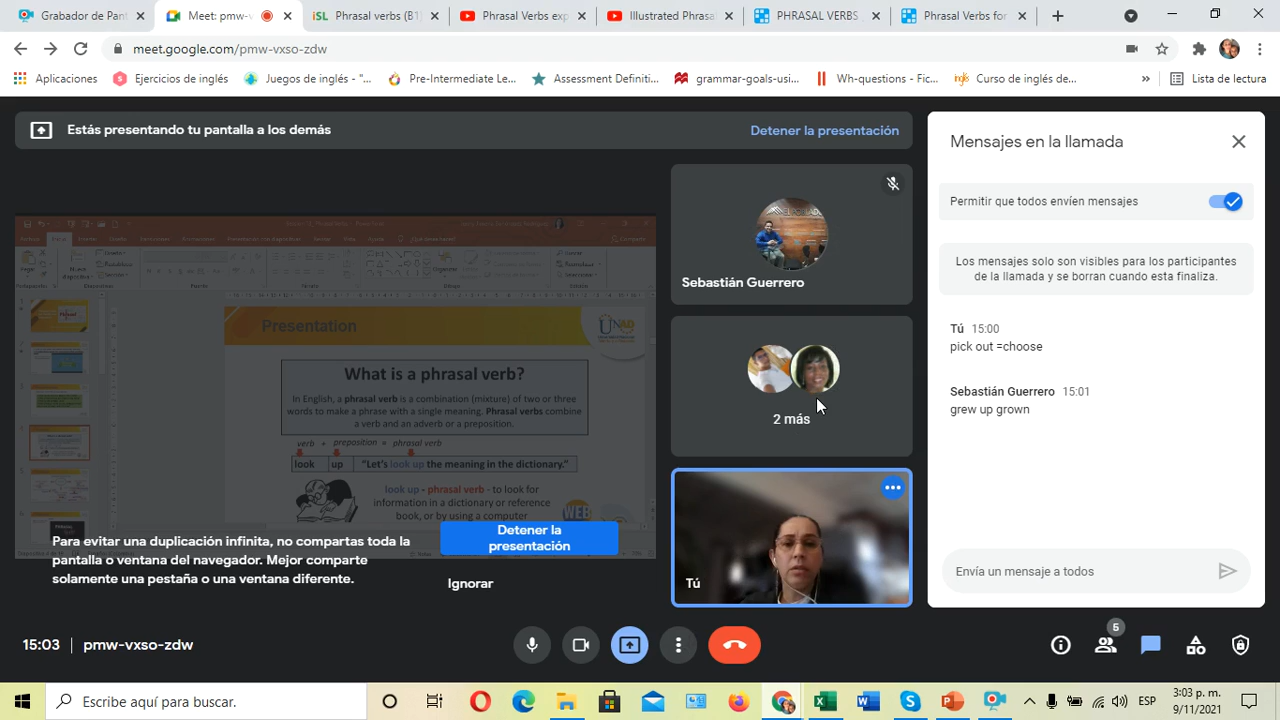 Grabador de Pant
Meet: pmw-v
Phrasal verbs (B1)
Phrasal Verbs exp
Illustrated Phrasa
PHRASAL VERBS
Phrasal Verbs for
meet.google.com/pmw-vxso-zdw
Aplicaciones
Ejercicios de inglés
Juegos de inglés - "...
Pre-Intermediate Le...
Assessment Definiti...
grammar-goals-usi...
Wh-questions - Fic...
Curso de inglés de...
»
Lista de lectura
Estás presentando tu pantalla a los demás
Detener la presentación
Mensajes en la llamada
Permitir que todos envíen mensajes
Los mensajes solo son visibles para los participantes
de la llamada y se borran cuando esta finaliza.
Tú 15:00
pick out =choose
Sebastián Guerrero 15:01
grew up grown
Envía un mensaje a todos
Sebastián Guerrero
2 más
Tú
Presentation
UNAD
What is a phrasal verb?
In English, a phrasal verb is a combination (mixture) of two or three
words to make a phrase with a single meaning. Phrasal verbs combine
a verb and an adverb or a preposition.
verb + preposition = phrasal verb
look up "Let's look up the meaning in the dictionary."
look up - phrasal verb - to look for
information in a dictionary or reference
book, or by using a computer
WEB
Para evitar una duplicación infinita, no compartas toda la
pantalla o ventana del navegador. Mejor comparte
solamente una pestaña o una ventana diferente.
Detener la
presentación
Ignorar
15:03 | pmw-vxso-zdw
5
Escribe aquí para buscar.
ESP
3:03 p. m.
9/11/2021